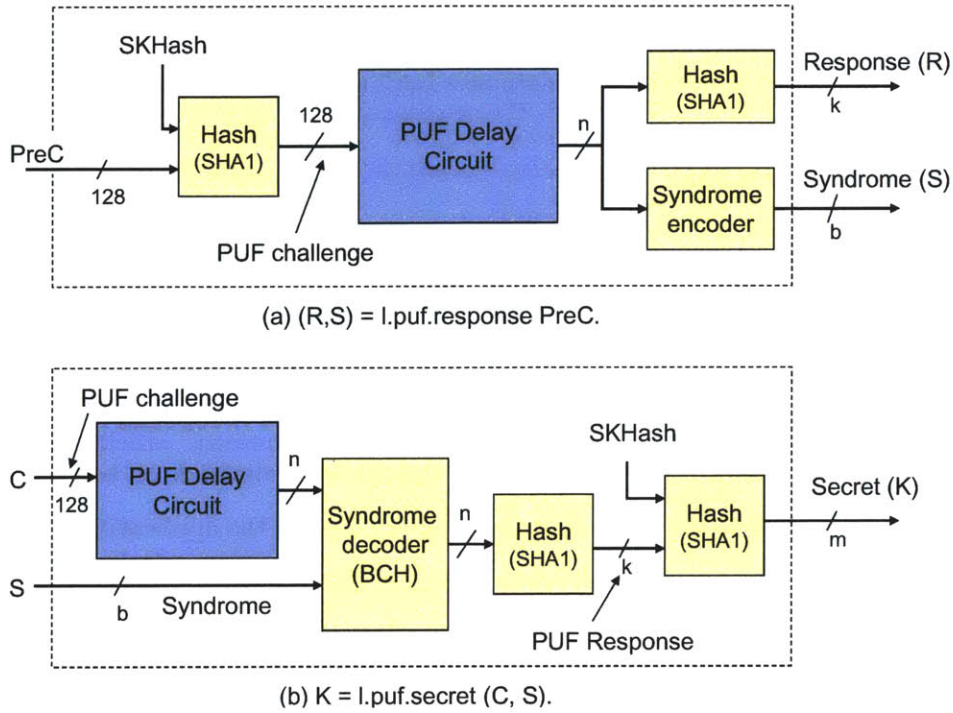 SKHash
PreC
128
Hash
(SHA1)
128
PUF challenge
PUF Delay
Circuit
n
Hash
(SHA1)
Response (R)
k
Syndrome
encoder
Syndrome (S)
b
(a) (R,S) = l.puf.response PreC.
PUF challenge
C
128
PUF Delay
Circuit
n
S
b
Syndrome
Syndrome
decoder
(BCH)
n
Hash
(SHA1)
k
PUF Response
SKHash
Hash
(SHA1)
Secret (K)
m
(b) K = l.puf.secret (C, S).